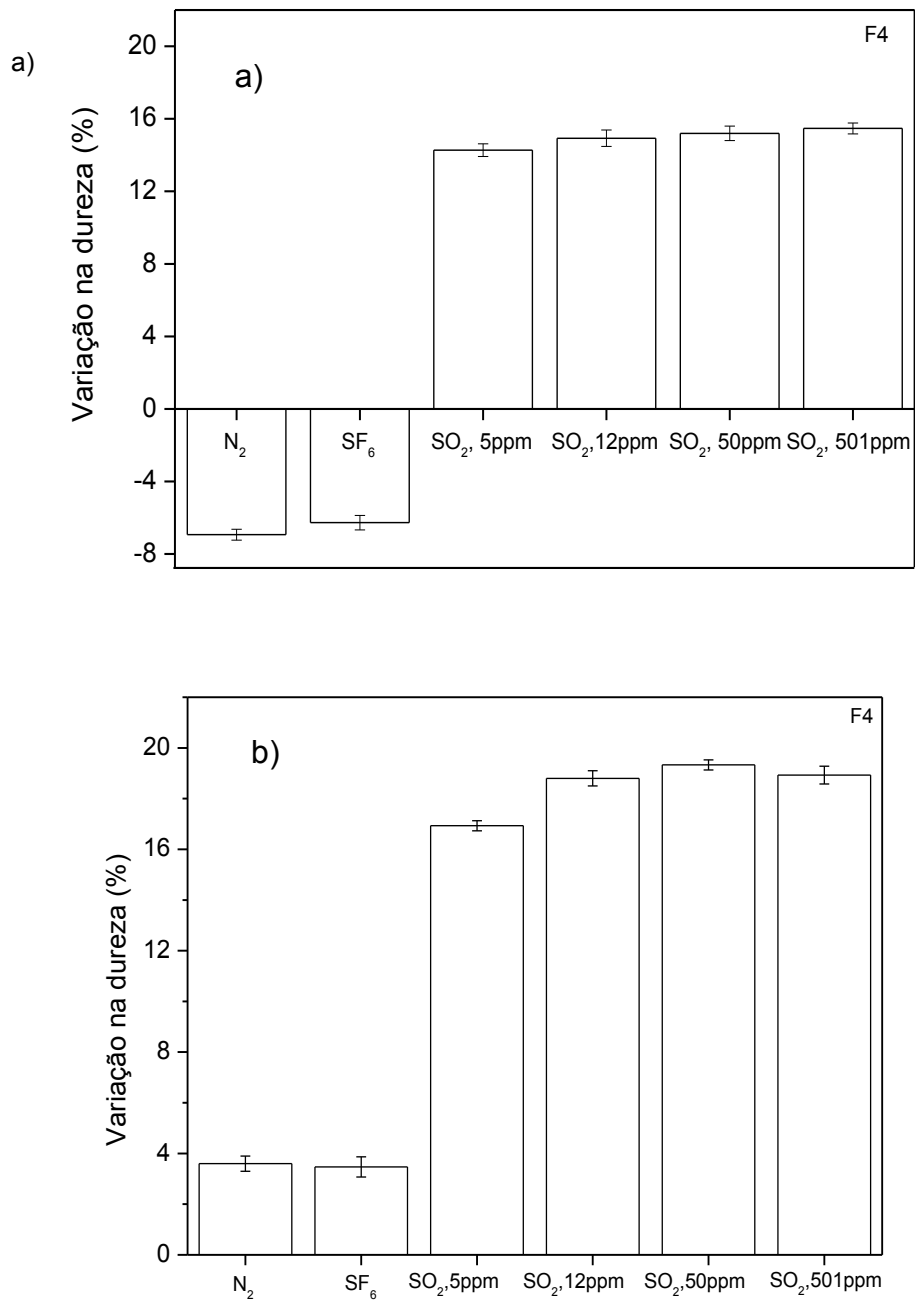 a)
a)
F4
Variação na dureza (%)
20
16
12
8
4
0
-4
-8
N₂ SF₆ SO₂, 5ppm SO₂,12ppm SO₂, 50ppm SO₂, 501ppm
b)
F4
Variação na dureza (%)
20
16
12
8
4
0
N₂ SF₆ SO₂,5ppm SO₂,12ppm SO₂,50ppm SO₂,501ppm